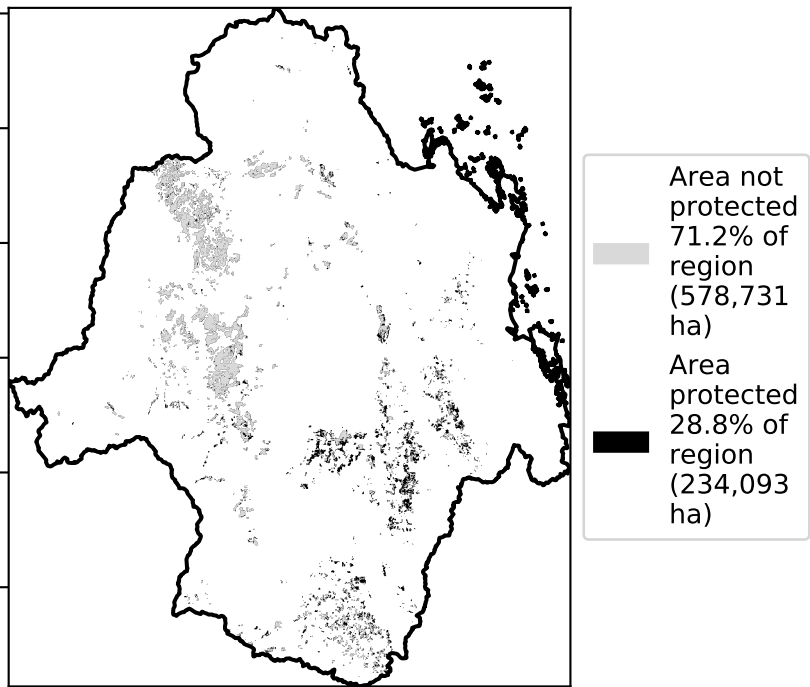 Area not
protected
71.2% of
region
(578,731
ha)
Area
protected
28.8% of
region
(234,093
ha)